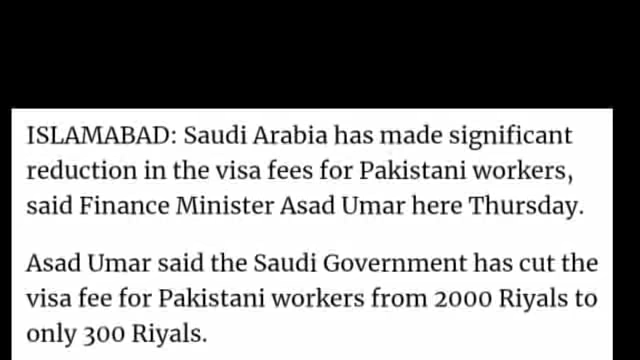 ISLAMABAD: Saudi Arabia has made significant
reduction in the visa fees for Pakistani workers,
said Finance Minister Asad Umar here Thursday.
Asad Umar said the Saudi Government has cut the
visa fee for Pakistani workers from 2000 Riyals to
only 300 Riyals.